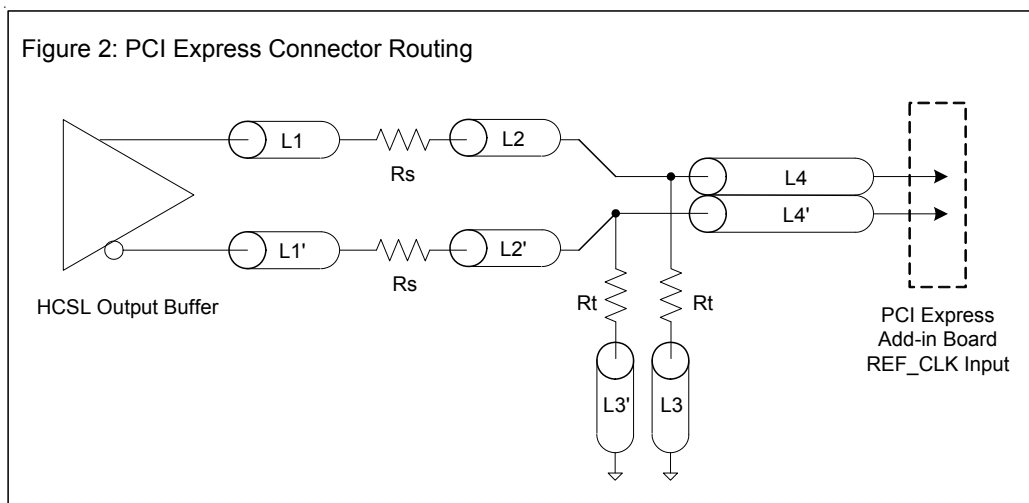 Figure 2: PCI Express Connector Routing
L1
Rs
L2
L4
L4'
L1'
Rs
L2'
HCSL Output Buffer
Rt
Rt
L3'
L3
PCI Express
Add-in Board
REF_CLK Input